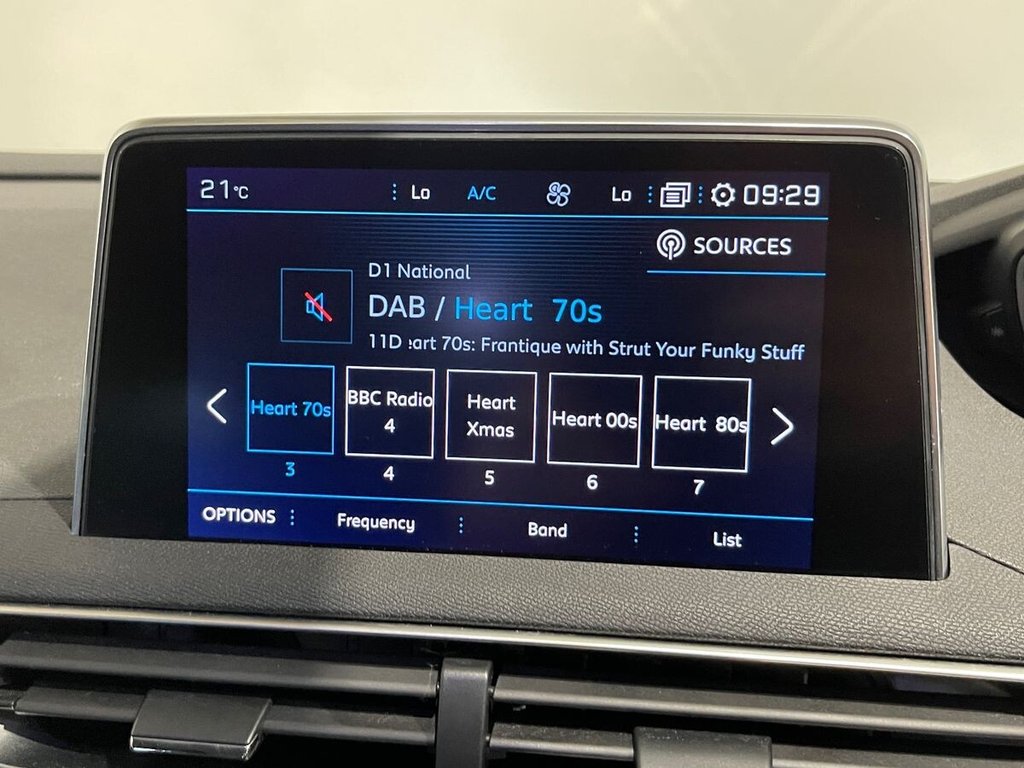 21°C Lo A/C Lo 09:29
SOURCES
D1 National
DAB / Heart 70s
11D :art 70s: Frantique with Strut Your Funky Stuff
Heart 70s
3
BBC Radio
4
4
Heart
Xmas
5
Heart 00s
6
Heart 80s
7
OPTIONS Frequency Band List